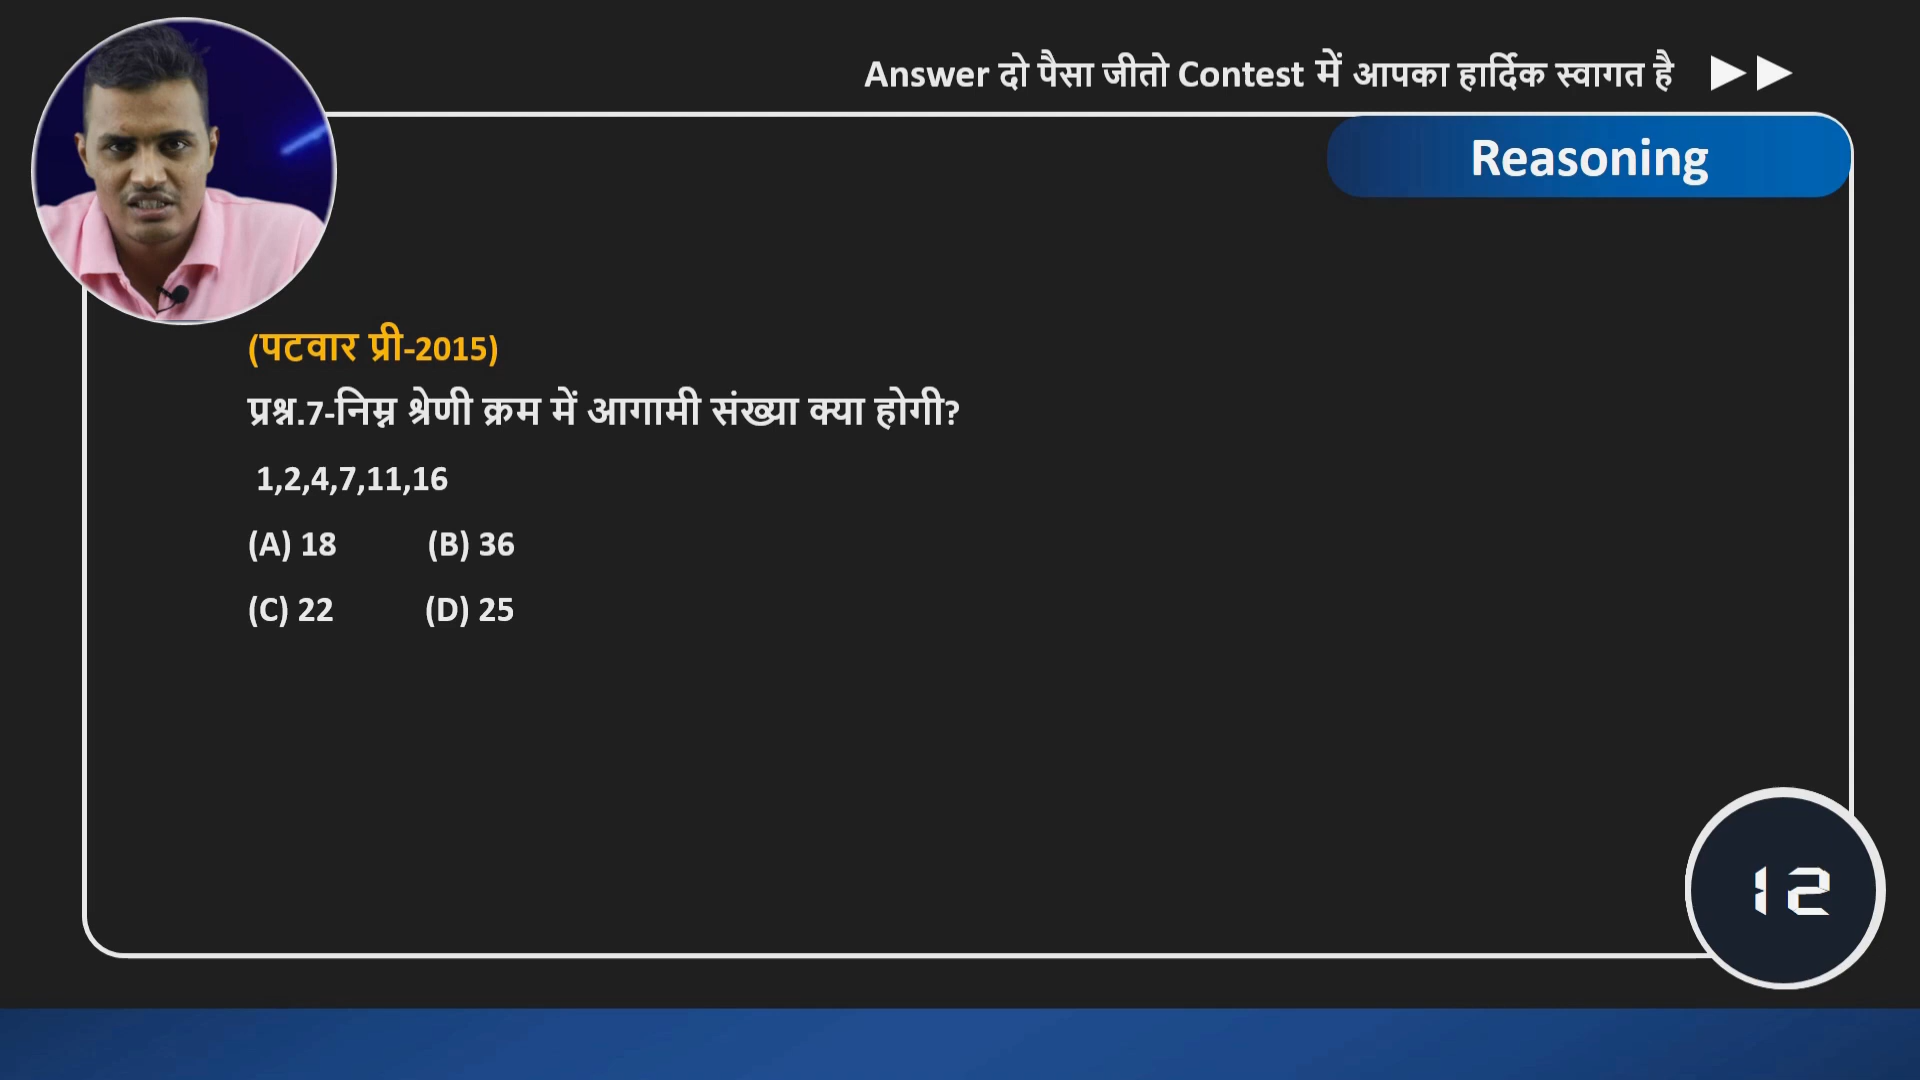 Answer दो पैसा जीतो Contest में आपका हार्दिक स्वागत है
Reasoning
(पटवार प्री-2015)
प्रश्न.7-निम्न श्रेणी क्रम में आगामी संख्या क्या होगी?
1,2,4,7,11,16
(A) 18 (B) 36
(C) 22 (D) 25
12